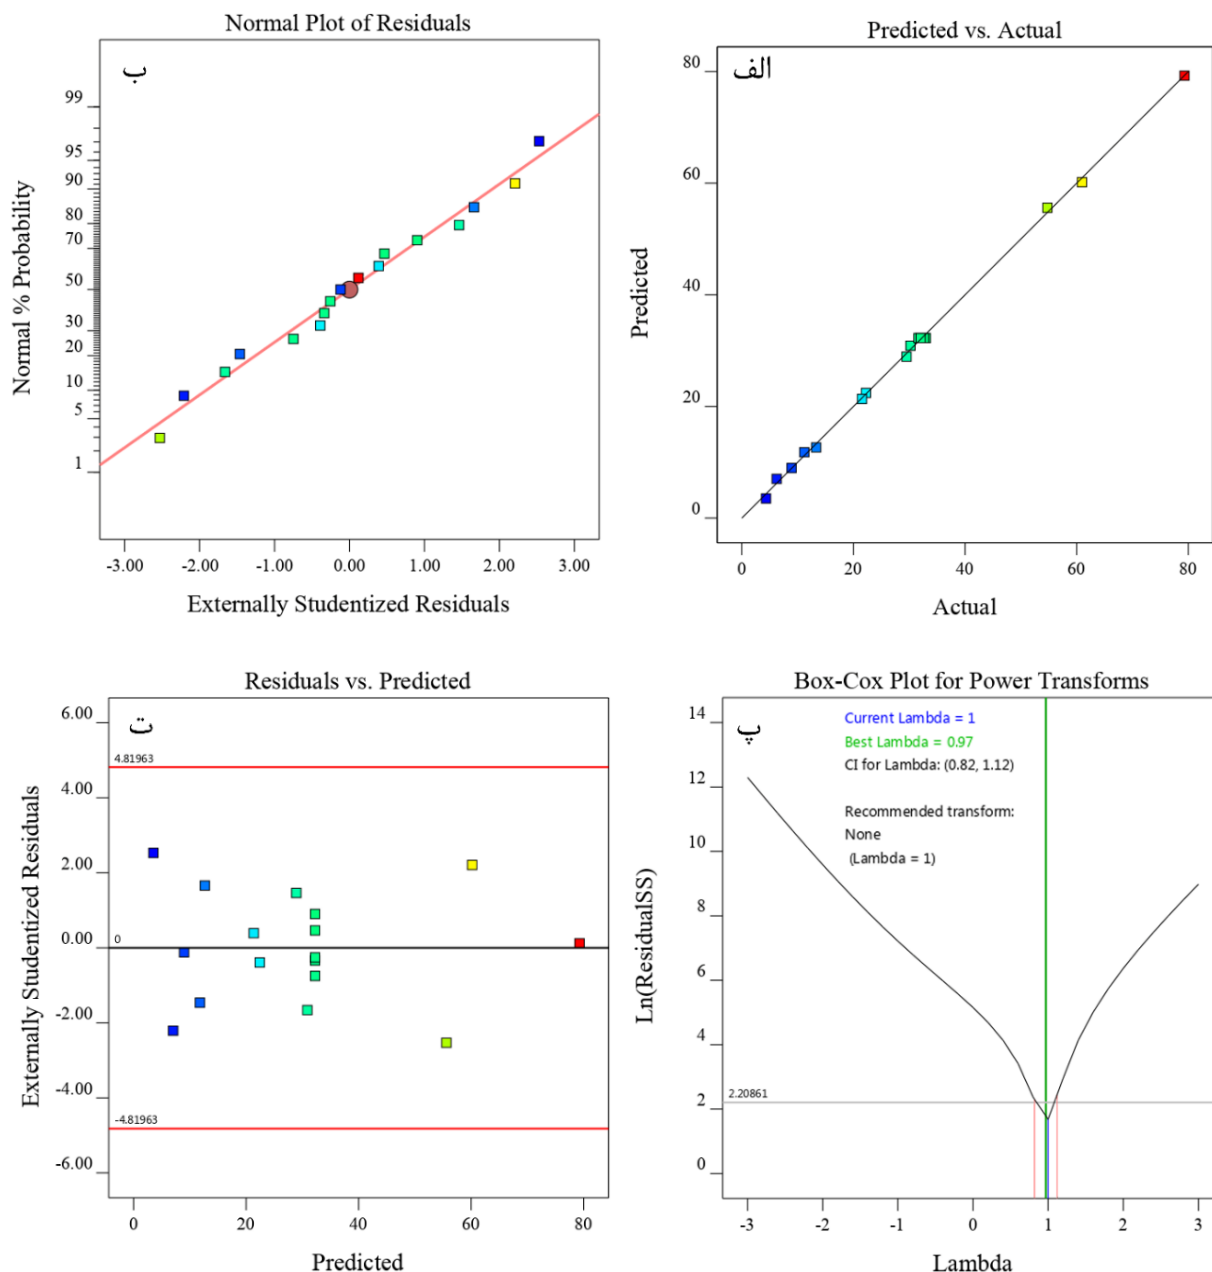 Normal Plot of Residuals
ب
99
95
90
80
70
50
30
20
10
5
1
Normal % Probability
-3.00 -2.00 -1.00 0.00 1.00 2.00 3.00
Externally Studentized Residuals
Predicted vs. Actual
الف
80
60
40
20
0
Predicted
0 20 40 60 80
Actual
Residuals vs. Predicted
ت
6.00
4.81963
4.00
2.00
0.00
0
-2.00
-4.00
-4.81963
-6.00
Externally Studentized Residuals
0 20 40 60 80
Predicted
Box-Cox Plot for Power Transforms
پ
Current Lambda = 1
Best Lambda = 0.97
CI for Lambda: (0.82, 1.12)
Recommended transform:
None
(Lambda = 1)
14
12
10
8
6
4
2.20861
2
0
Ln(ResidualSS)
-3 -2 -1 0 1 2 3
Lambda